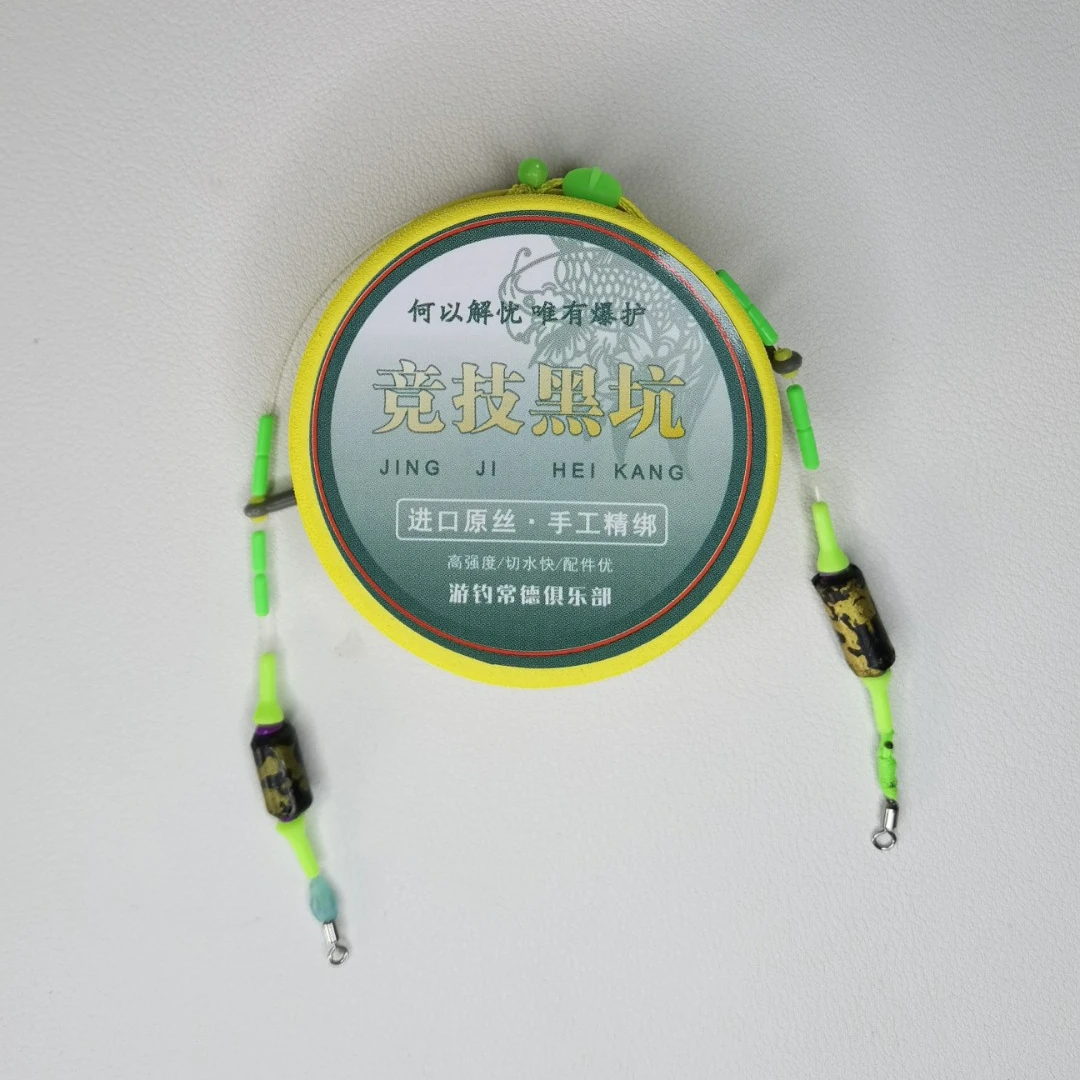 何以解忧 唯有爆护
竞技黑坑
JING JI HEI KANG
进口原丝·手工精绑
高强度/切水快/配件优
游钓常德俱乐部